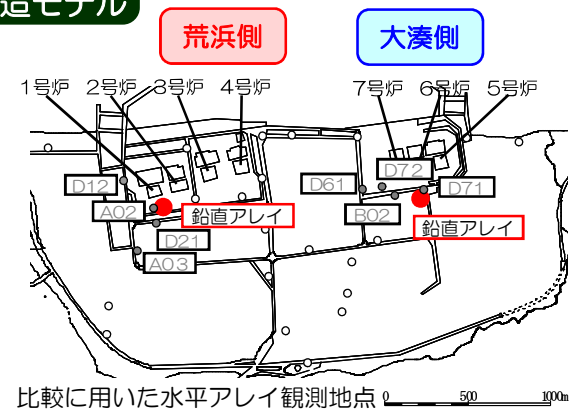 造モデル
荒浜側
大湊側
1号炉 2号炉 3号炉 4号炉
7号炉 6号炉 5号炉
D12
A02
D21
A03
鉛直アレイ
D61
D72
D71
B02
鉛直アレイ
比較に用いた水平アレイ観測地点
0 500 1000m